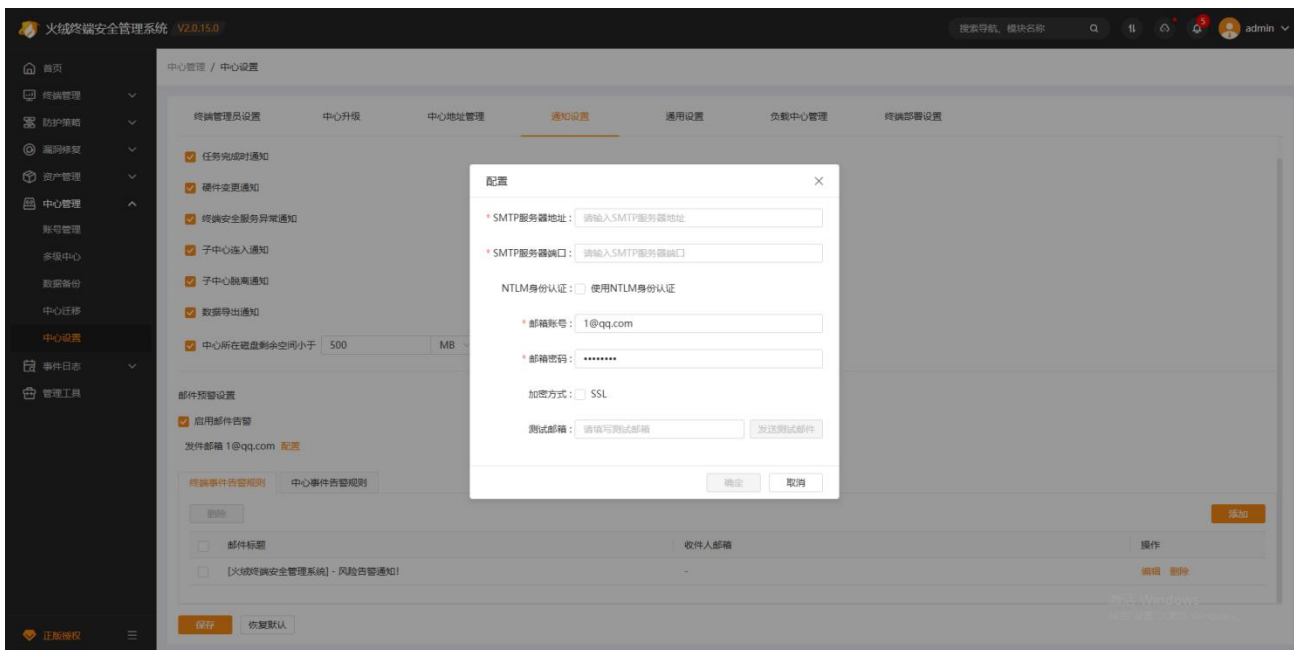 火绒终端安全管理系统 V2.0.15.0
搜索导航、模块名称
5
admin
首页
终端管理
防护策略
漏洞修复
资产管理
中心管理
账号管理
多级中心
数据备份
中心迁移
中心设置
事件日志
管理工具
正版授权
中心管理 / 中心设置
终端管理员设置 中心升级 中心地址管理 通知设置 通用设置 负载中心管理 终端部署设置
任务完成时通知
硬件变更通知
终端安全服务异常通知
子中心连入通知
子中心脱离通知
数据导出通知
中心所在磁盘剩余空间小于 500 MB
邮件预警设置
启用邮件告警
发件邮箱 1@qq.com 配置
终端事件告警规则 中心事件告警规则
删除 添加
邮件标题 收件人邮箱 操作
[火绒终端安全管理系统] - 风险告警通知! - 编辑 删除
保存 恢复默认
配置
* SMTP服务器地址: 请输入SMTP服务器地址
* SMTP服务器端口: 请输入SMTP服务器端口
NTLM身份认证: 使用NTLM身份认证
* 邮箱账号: 1@qq.com
* 邮箱密码: ••••••••
加密方式: SSL
测试邮箱: 请填写测试邮箱 发送测试邮件
确定 取消
激活 Windows